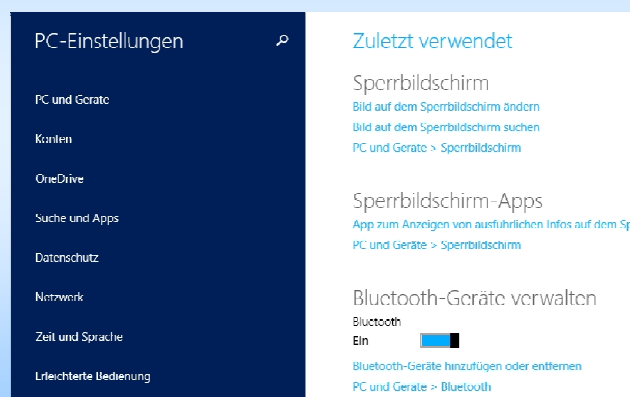 PC-Einstellungen
PC und Geräte
Konten
OneDrive
Suche und Apps
Datenschutz
Netzwerk
Zeit und Sprache
Erleichterte Bedienung
Zuletzt verwendet
Sperrbildschirm
Bild auf dem Sperrbildschirm ändern
Bild auf dem Sperrbildschirm suchen
PC und Geräte > Sperrbildschirm
Sperrbildschirm-Apps
App zum Anzeigen von ausführlichen Infos auf dem Sp
PC und Geräte > Sperrbildschirm
Bluetooth-Geräte verwalten
Bluetooth
Ein
Bluetooth-Geräte hinzufügen oder entfernen
PC und Geräte > Bluetooth